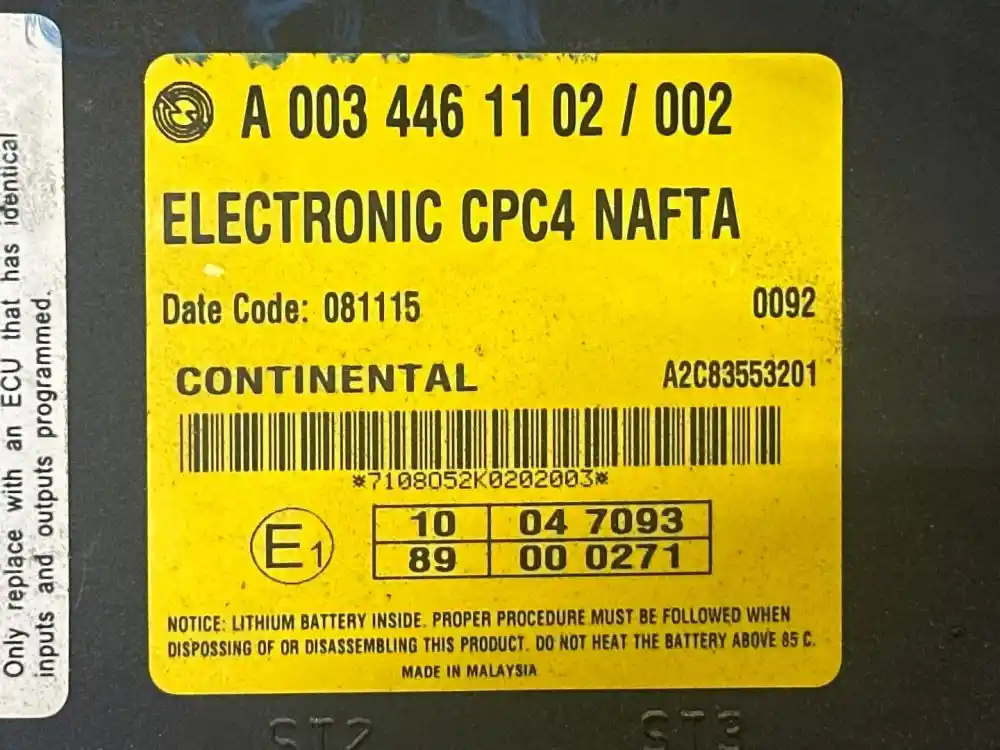 Only replace with an ECU that has identical
inputs and outputs programmed.
A 003 446 11 02 / 002
ELECTRONIC CPC4 NAFTA
Date Code: 081115 0092
CONTINENTAL A2C83553201
*7108052K0202003*
E1
10 04 7093
89 00 0271
NOTICE: LITHIUM BATTERY INSIDE. PROPER PROCEDURE MUST BE FOLLOWED WHEN
DISPOSSING OF OR DISASSEMBLING THIS PRODUCT. DO NOT HEAT THE BATTERY ABOVE 85 C.
MADE IN MALAYSIA
ST2 ST3